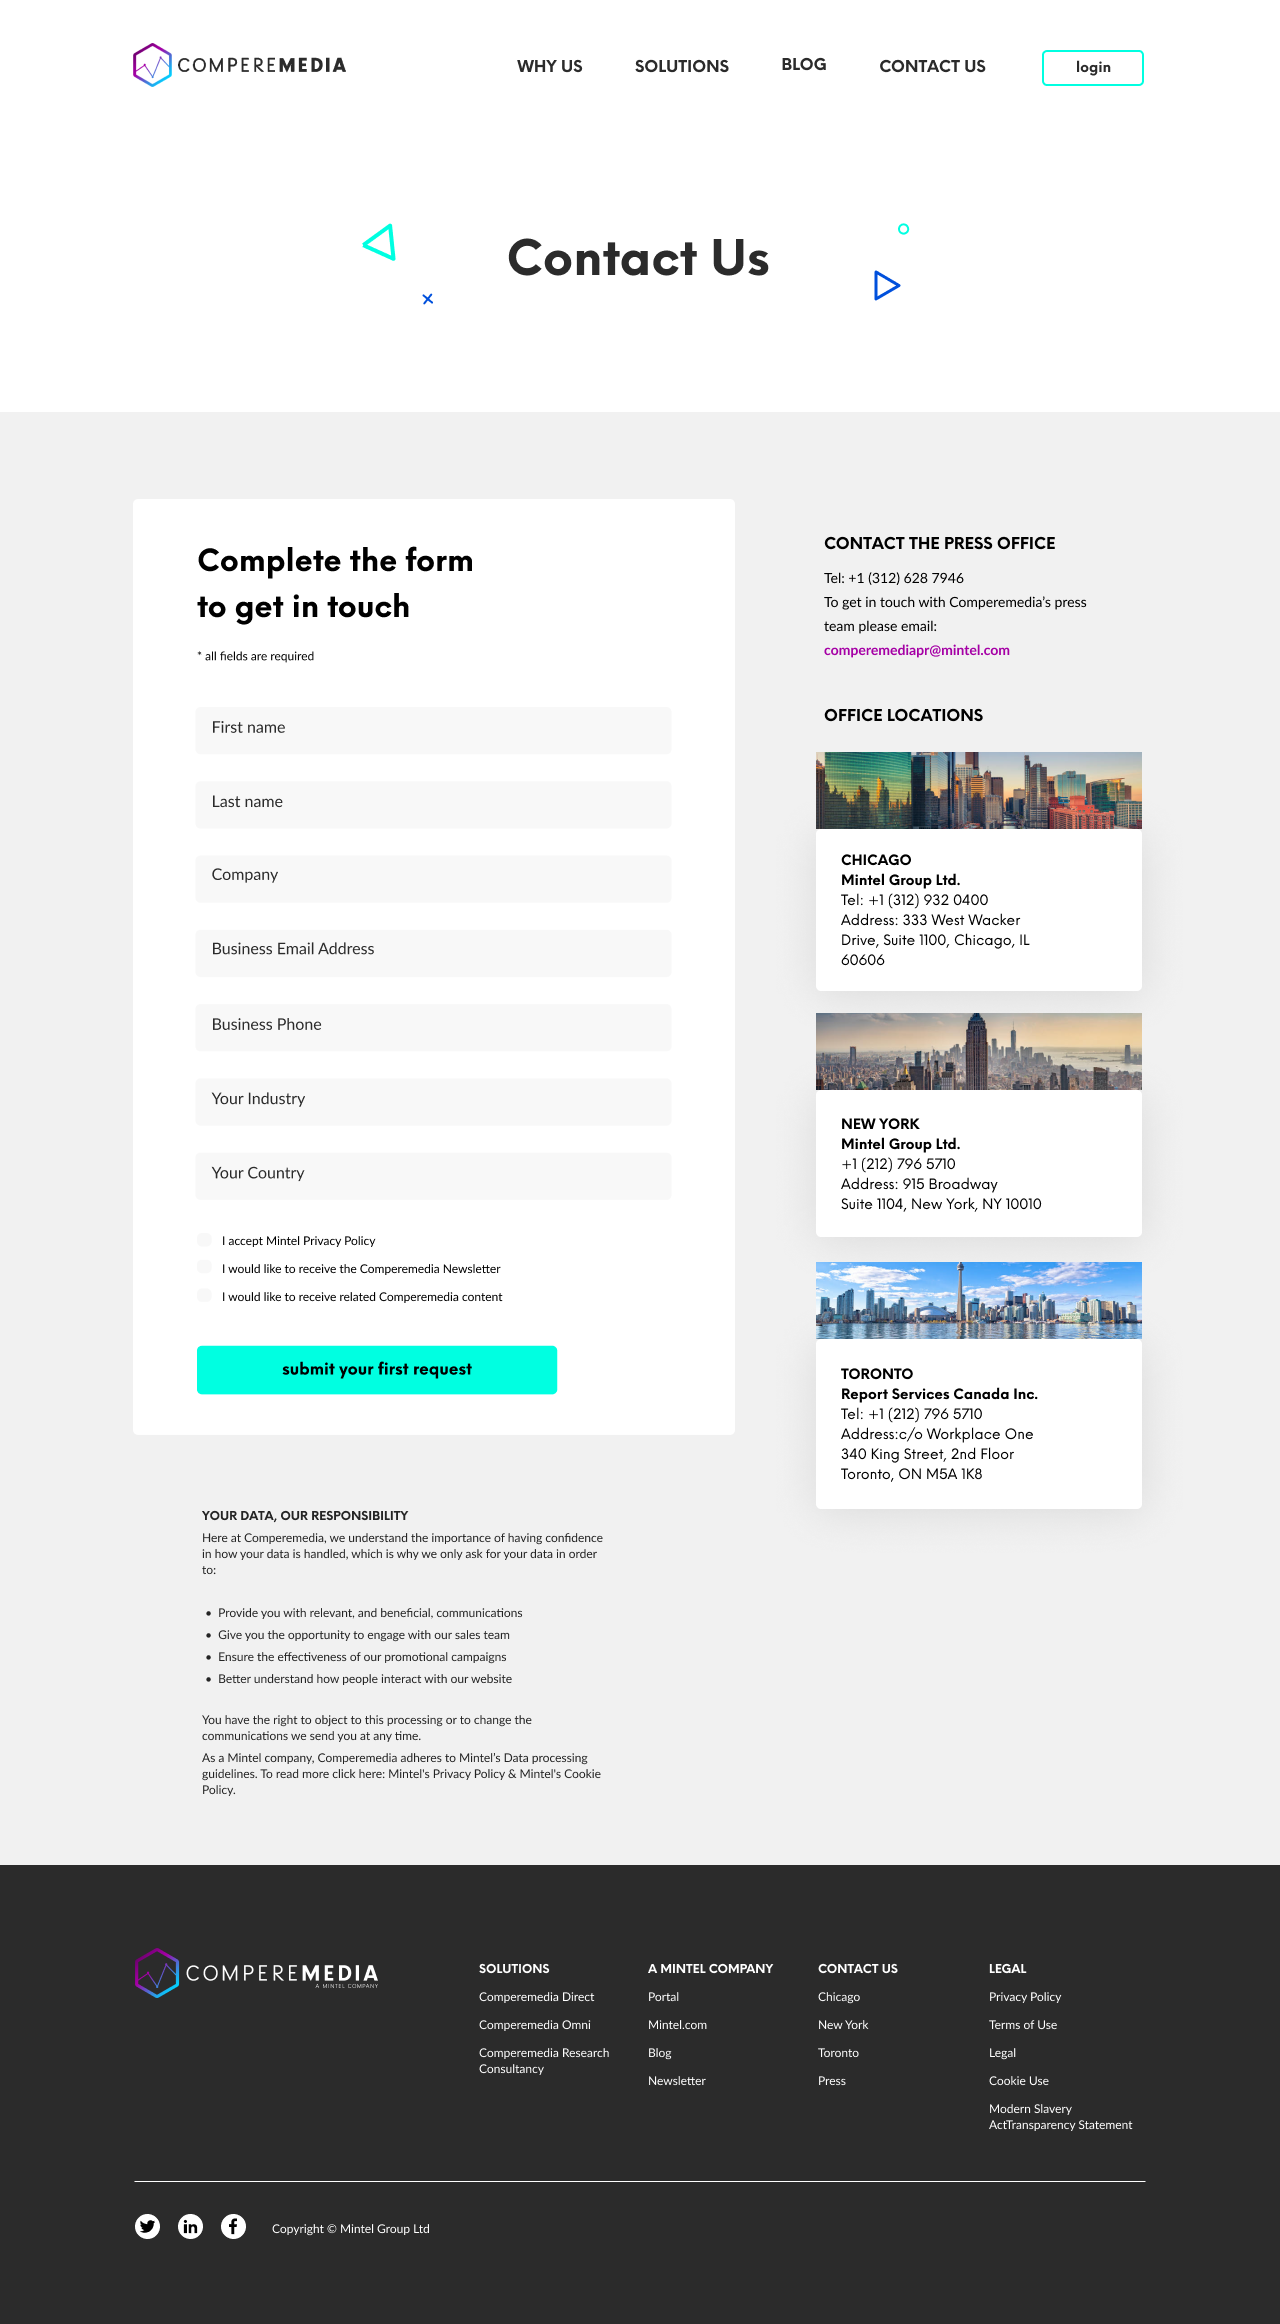 COMPEREMEDIA
WHY US
SOLUTIONS
BLOG
CONTACT US
login
Contact Us
Complete the form
to get in touch
* all fields are required
First name
Last name
Company
Business Email Address
Business Phone
Your Industry
Your Country
I accept Mintel Privacy Policy
I would like to receive the Comperemedia Newsletter
I would like to receive related Comperemedia content
submit your first request
CONTACT THE PRESS OFFICE
Tel: +1 (312) 628 7946
To get in touch with Comperemedia’s press
team please email:
comperemediapr@mintel.com
OFFICE LOCATIONS
CHICAGO
Mintel Group Ltd.
Tel: +1 (312) 932 0400
Address: 333 West Wacker
Drive, Suite 1100, Chicago, IL
60606
NEW YORK
Mintel Group Ltd.
+1 (212) 796 5710
Address: 915 Broadway
Suite 1104, New York, NY 10010
TORONTO
Report Services Canada Inc.
Tel: +1 (212) 796 5710
Address:c/o Workplace One
340 King Street, 2nd Floor
Toronto, ON M5A 1K8
YOUR DATA, OUR RESPONSIBILITY
Here at Comperemedia, we understand the importance of having confidence
in how your data is handled, which is why we only ask for your data in order
to:
• Provide you with relevant, and beneficial, communications
• Give you the opportunity to engage with our sales team
• Ensure the effectiveness of our promotional campaigns
• Better understand how people interact with our website
You have the right to object to this processing or to change the
communications we send you at any time.
As a Mintel company, Comperemedia adheres to Mintel’s Data processing
guidelines. To read more click here: Mintel's Privacy Policy & Mintel's Cookie
Policy.
COMPEREMEDIA
A MINTEL COMPANY
SOLUTIONS
Comperemedia Direct
Comperemedia Omni
Comperemedia Research
Consultancy
A MINTEL COMPANY
Portal
Mintel.com
Blog
Newsletter
CONTACT US
Chicago
New York
Toronto
Press
LEGAL
Privacy Policy
Terms of Use
Legal
Cookie Use
Modern Slavery
ActTransparency Statement
Copyright © Mintel Group Ltd